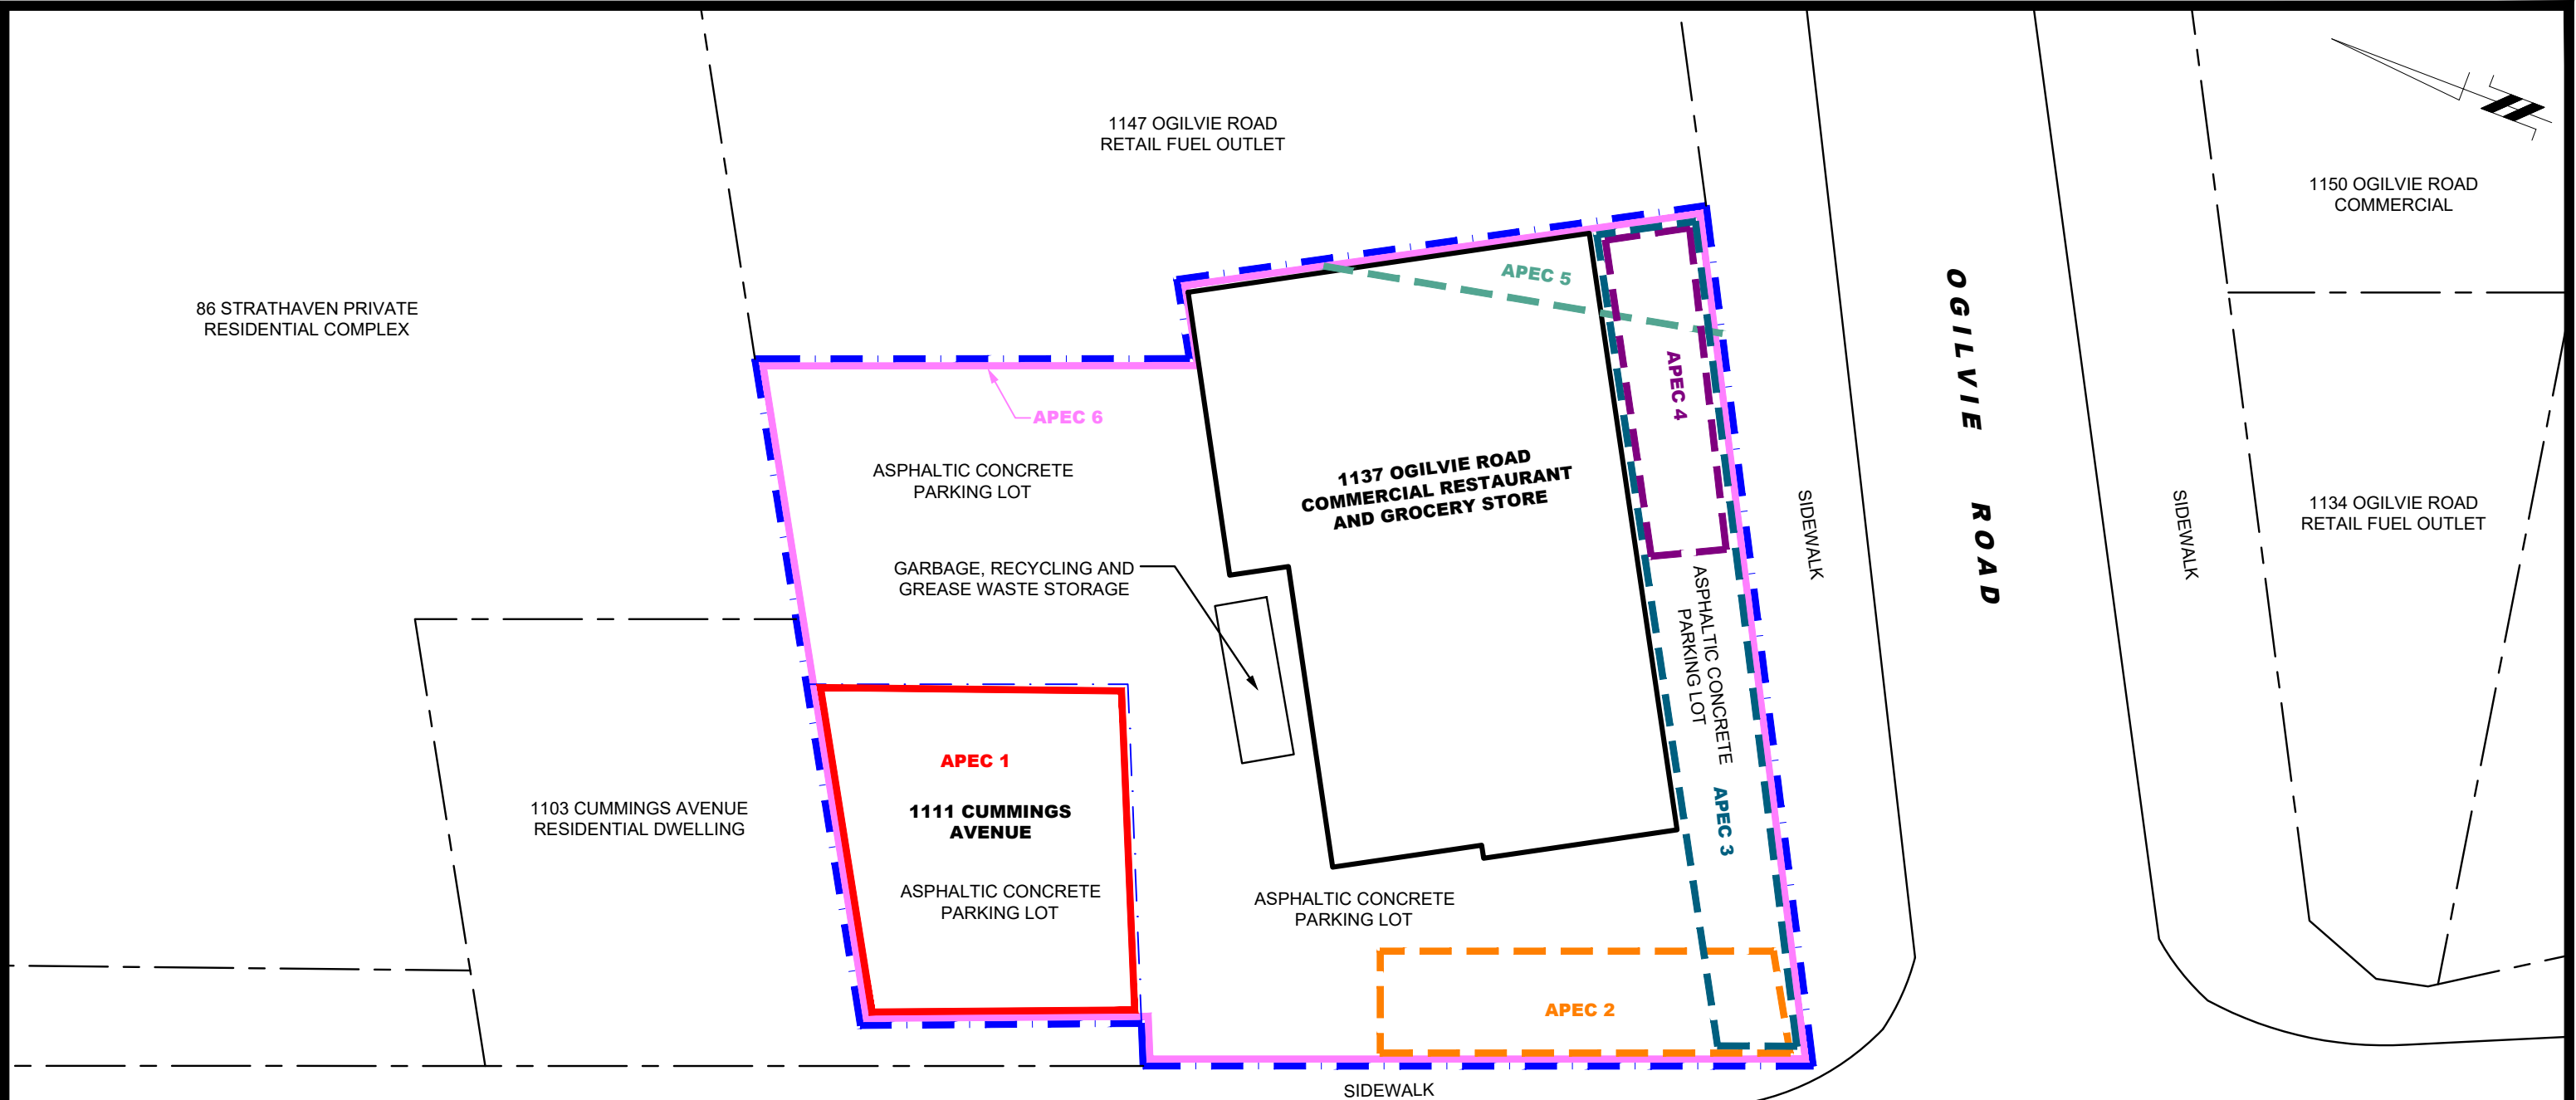 1147 OGILVIE ROAD
RETAIL FUEL OUTLET
1150 OGILVIE ROAD
COMMERCIAL
86 STRATHAVEN PRIVATE
RESIDENTIAL COMPLEX
APEC 5
APEC 4
APEC 6
OGILVIE ROAD
ASPHALTIC CONCRETE
PARKING LOT
1137 OGILVIE ROAD
COMMERCIAL RESTAURANT
AND GROCERY STORE
SIDEWALK
SIDEWALK
1134 OGILVIE ROAD
RETAIL FUEL OUTLET
GARBAGE, RECYCLING AND
GREASE WASTE STORAGE
ASPHALTIC CONCRETE
PARKING LOT
APEC 3
APEC 1
1111 CUMMINGS
AVENUE
1103 CUMMINGS AVENUE
RESIDENTIAL DWELLING
ASPHALTIC CONCRETE
PARKING LOT
ASPHALTIC CONCRETE
PARKING LOT
APEC 2
SIDEWALK